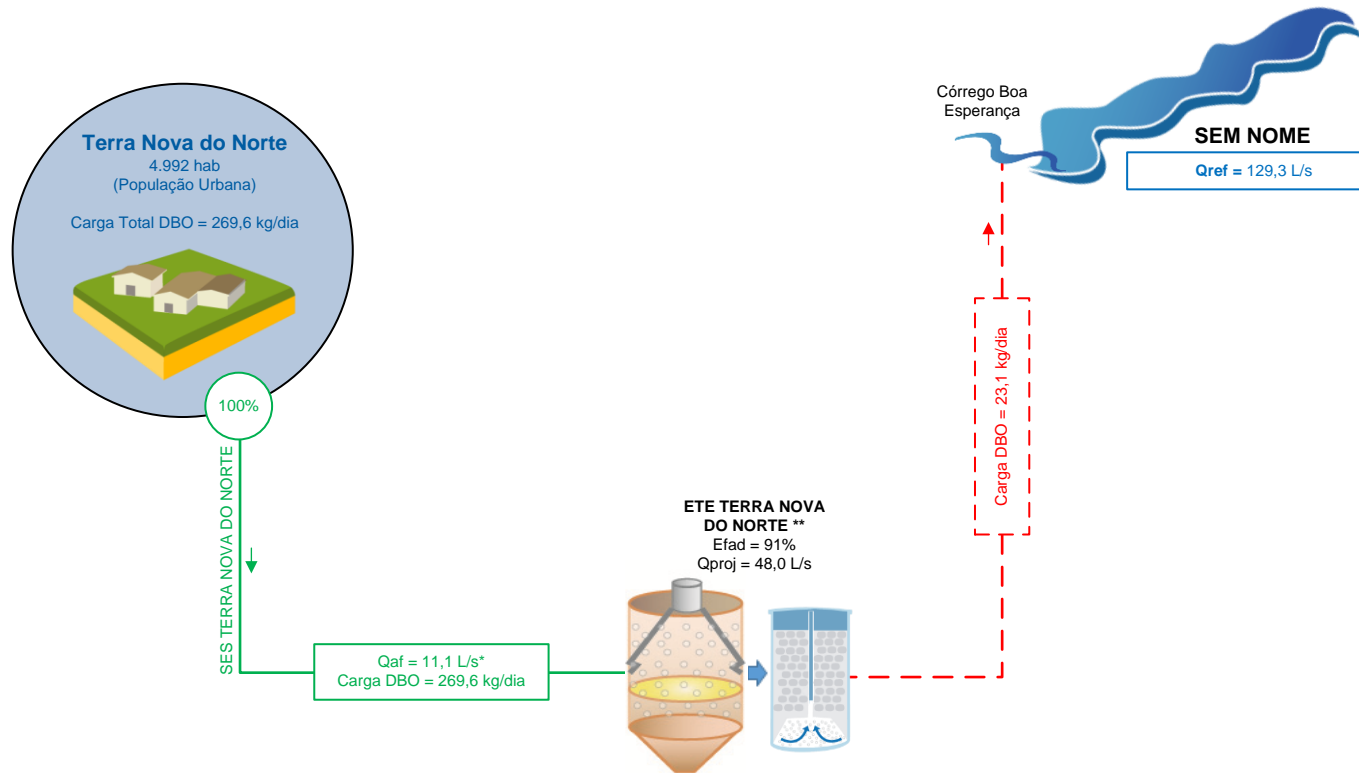 Terra Nova do Norte
4.992 hab
(População Urbana)
Carga Total DBO = 269,6 kg/dia
100%
SES TERRA NOVA DO NORTE
Qaf = 11,1 L/s*
Carga DBO = 269,6 kg/dia
ETE TERRA NOVA
DO NORTE **
Efad = 91%
Qproj = 48,0 L/s
Carga DBO = 23,1 kg/dia
Córrego Boa
Esperança
SEM NOME
Qref = 129,3 L/s